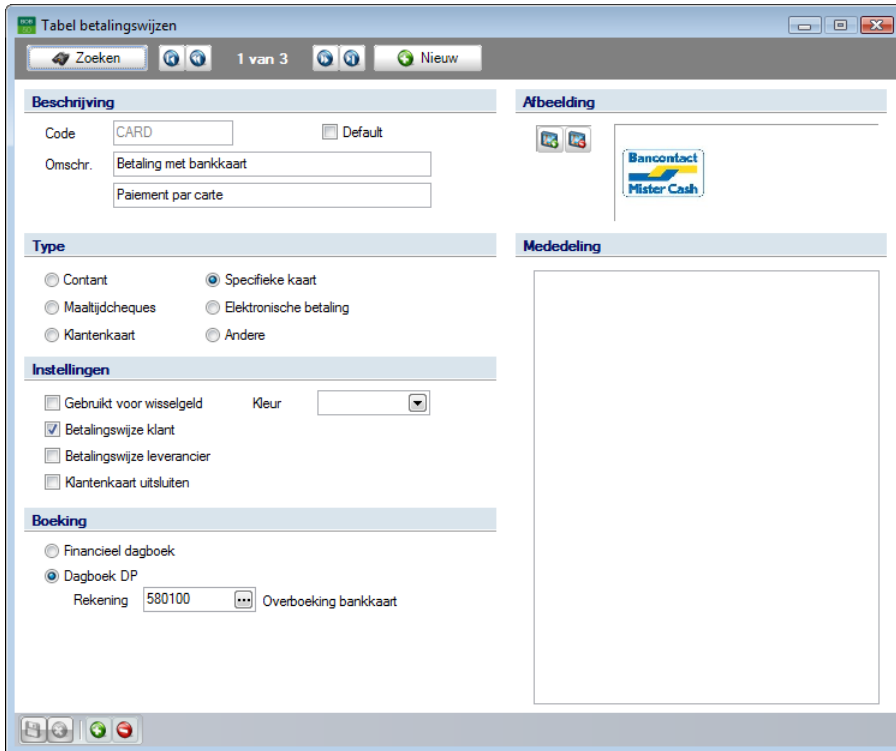 Tabel betalingswijzen
Zoeken 1 van 3 Nieuw
Beschrijving
Code CARD Default
Omschr. Betaling met bankkaart
Paiement par carte
Afbeelding
Bancontact
Mister Cash
Type
Contant Specifieke kaart
Maaltijdcheques Elektronische betaling
Klantenkaart Andere
Mededeling
Instellingen
Gebruikt voor wisselgeld Kleur
Betalingswijze klant
Betalingswijze leverancier
Klantenkaart uitsluiten
Boeking
Financieel dagboek
Dagboek DP
Rekening 580100 ... Overboeking bankkaart